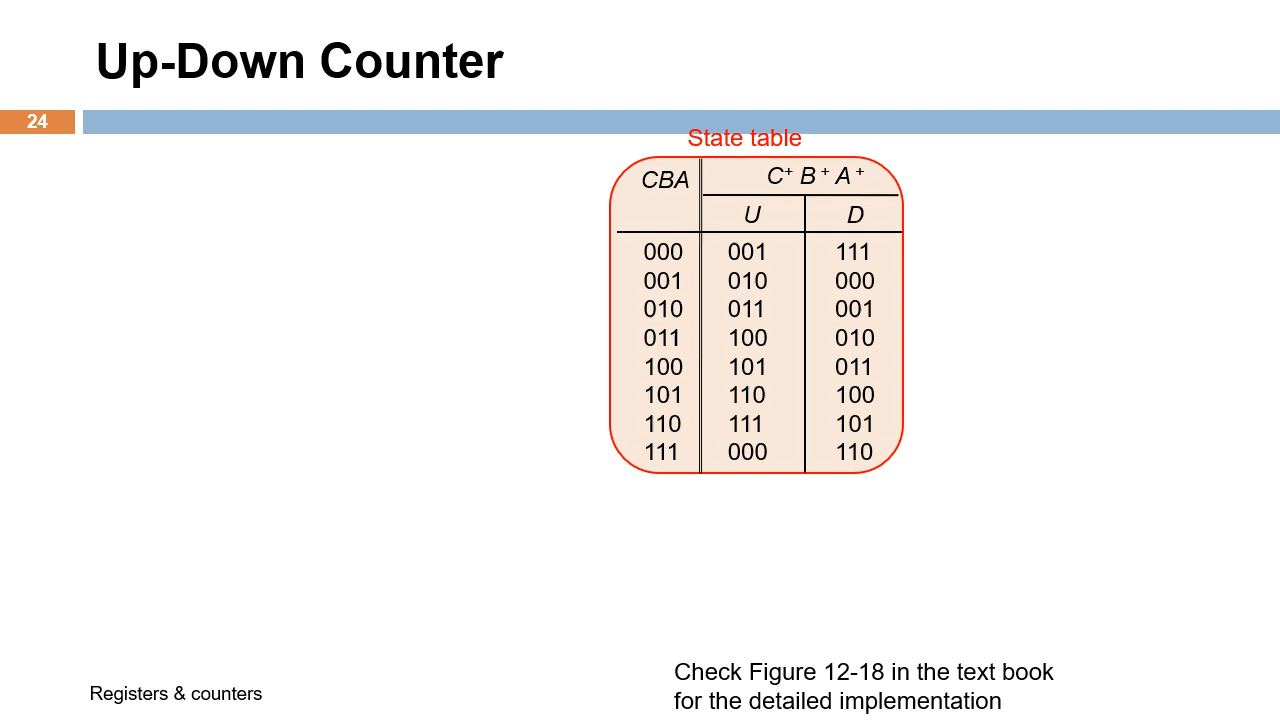 Up-Down Counter
24
State table
CBA C⁺ B⁺ A⁺
U D
000 001 111
001 010 000
010 011 001
011 100 010
100 101 011
101 110 100
110 111 101
111 000 110
Check Figure 12-18 in the text book
for the detailed implementation
Registers & counters